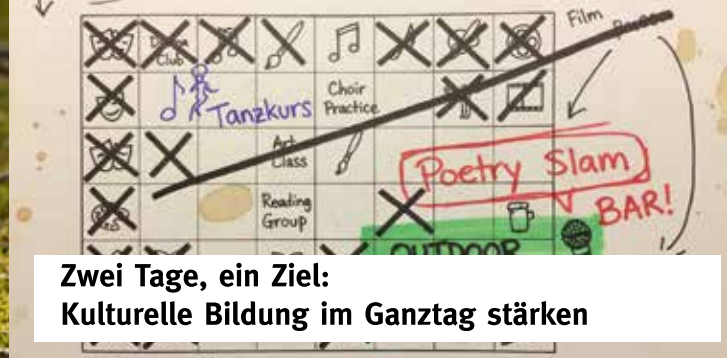 Film
Club
Tanzkurs
Choir
Practice
Art
Class
Poetry Slam
Reading
Group
BAR!
OUTDOOR
Zwei Tage, ein Ziel:
Kulturelle Bildung im Ganztag stärken